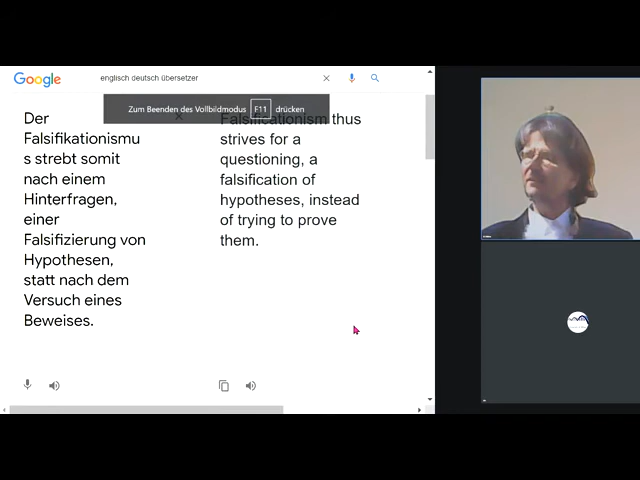 Google
englisch deutsch übersetzer
Zum Beenden des Vollbildmodus F11 drücken
Der
Falsifikationismu
s strebt somit
nach einem
Hinterfragen,
einer
Falsifizierung von
Hypothesen,
statt nach dem
Versuch eines
Beweises.
Falsificationism thus
strives for a
questioning, a
falsification of
hypotheses, instead
of trying to prove
them.